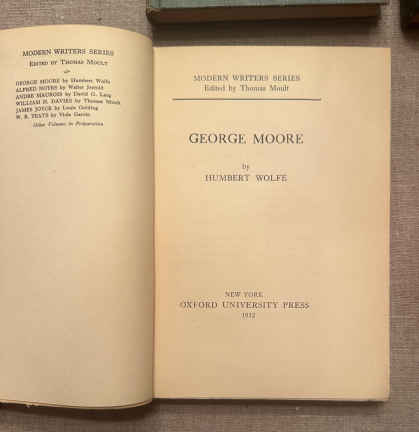 MODERN WRITERS SERIES
EDITED BY THOMAS MOULT
GEORGE MOORE by Humbert Wolfe
ALFRED NOYES by Walter Jerrold
ANDRE MAUROIS by David G. Larg
WILLIAM H. DAVIES by Thomas Moult
JAMES JOYCE by Louis Golding
W. B. YEATS by Viola Garvin
Other Volumes in Preparation
MODERN WRITERS SERIES
Edited by Thomas Moult
GEORGE MOORE
by
HUMBERT WOLFE
NEW YORK
OXFORD UNIVERSITY PRESS
1932